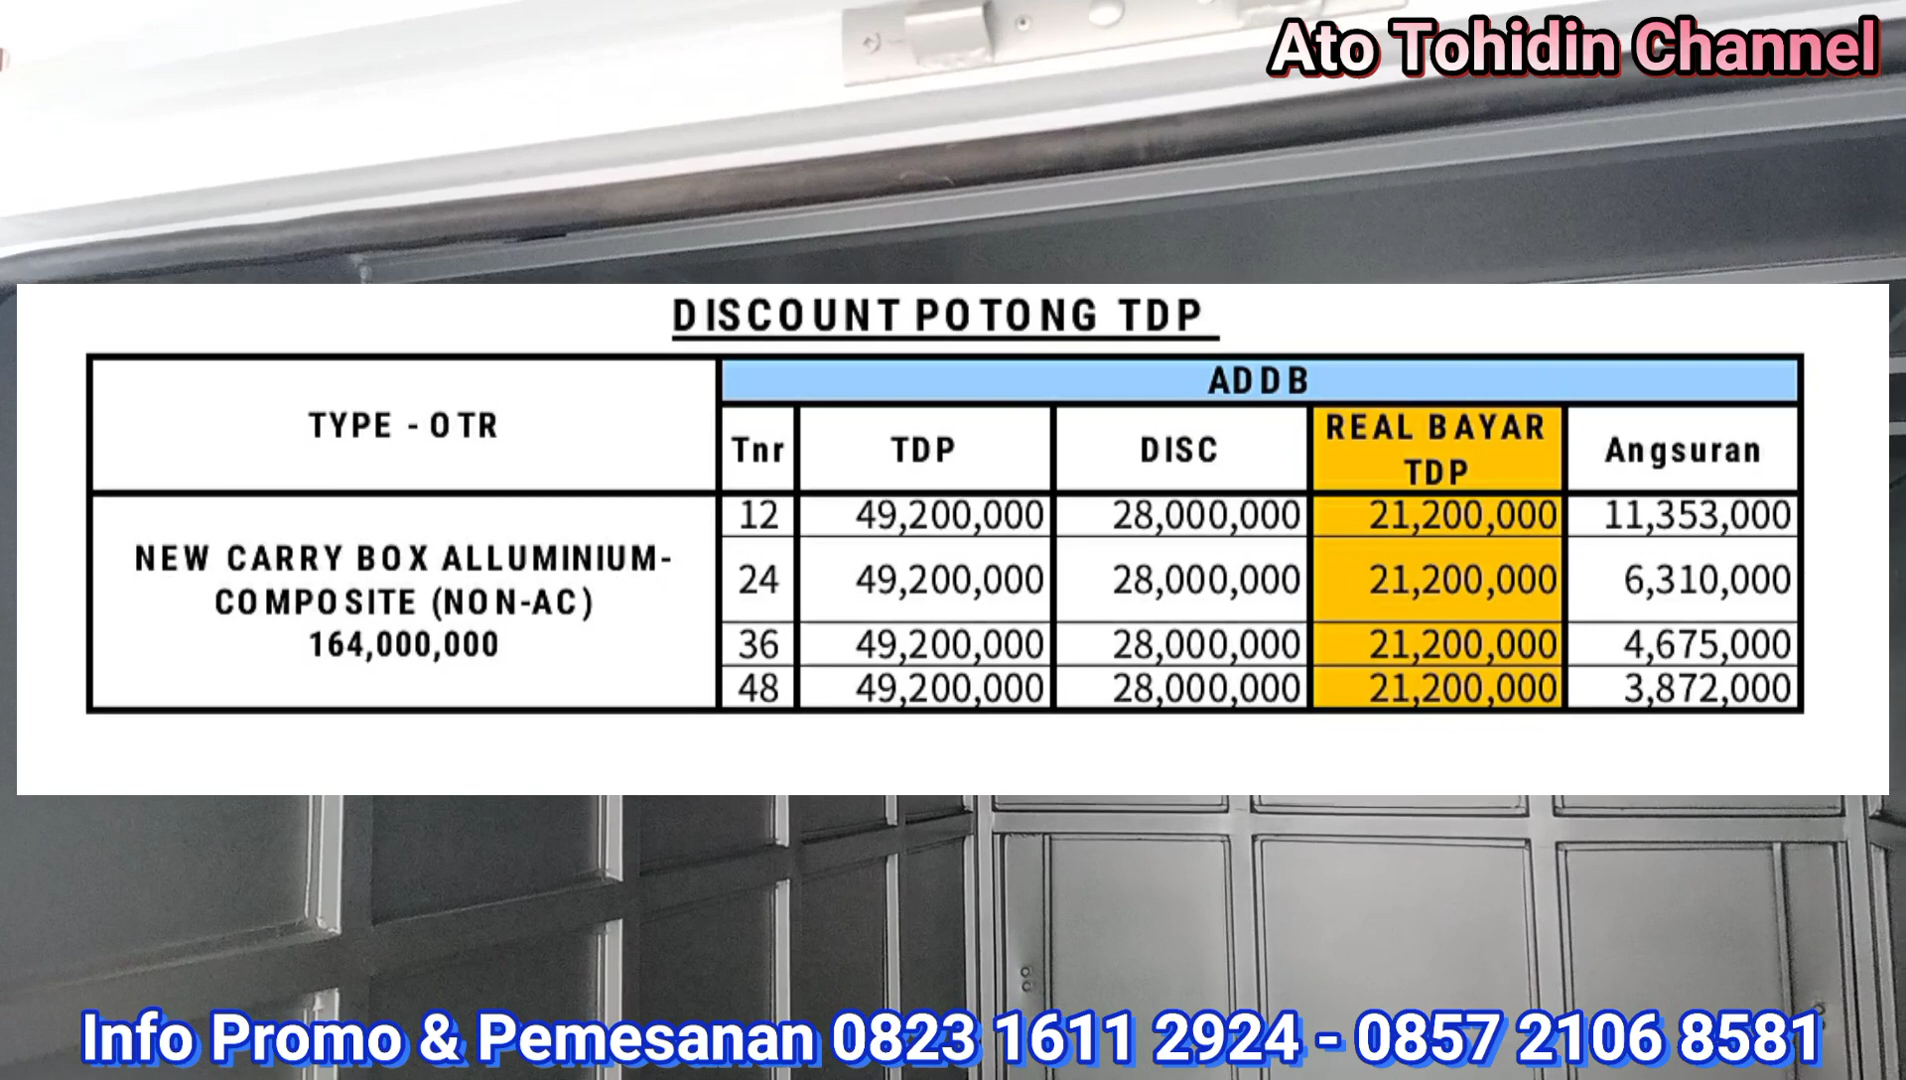 Ato Tohidin Channel
DISCOUNT POTONG TDP
TYPE - OTR
ADDB
Tnr TDP DISC REAL BAYAR TDP Angsuran
NEW CARRY BOX ALLUMINIUM-
COMPOSITE (NON-AC)
164,000,000
12 49,200,000 28,000,000 21,200,000 11,353,000
24 49,200,000 28,000,000 21,200,000 6,310,000
36 49,200,000 28,000,000 21,200,000 4,675,000
48 49,200,000 28,000,000 21,200,000 3,872,000
Info Promo & Pemesanan 0823 1611 2924 - 0857 2106 8581